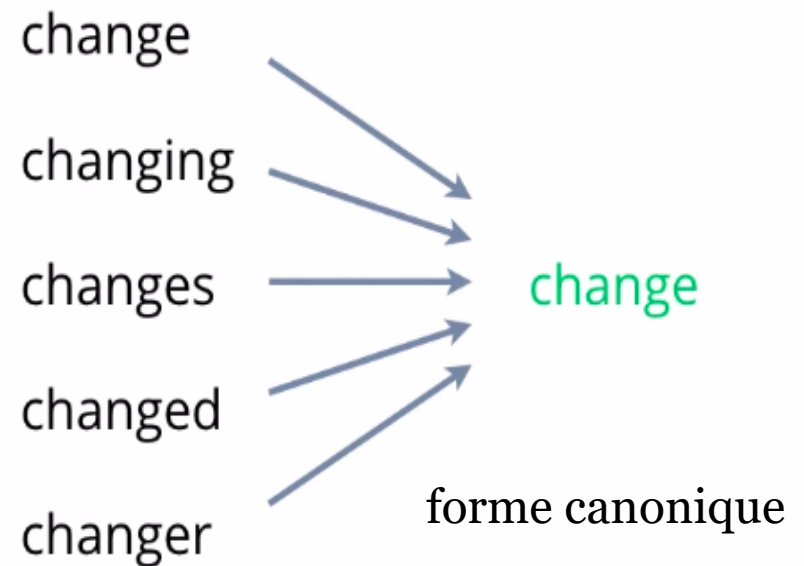 change
changing
changes
changed
changer
change
forme canonique